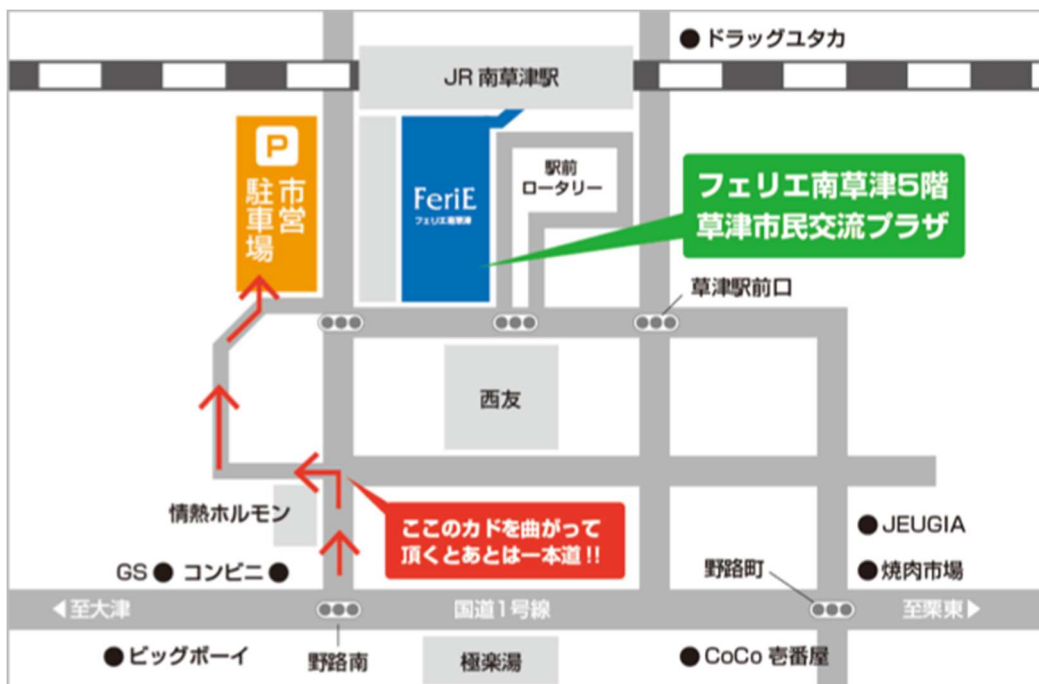 ドラッグユタカ
JR 南草津駅
P
市営
駐車場
FeriE
フェリエ南草津
駅前
ロータリー
フェリエ南草津5階
草津市民交流プラザ
草津駅前口
西友
情熱ホルモン
ここのカドを曲がって
頂くとあとは一本道!!
JEUGIA
GS
コンビニ
野路町
焼肉市場
至大津
国道1号線
至栗東
ビッグボーイ
野路南
極楽湯
CoCo 壱番屋